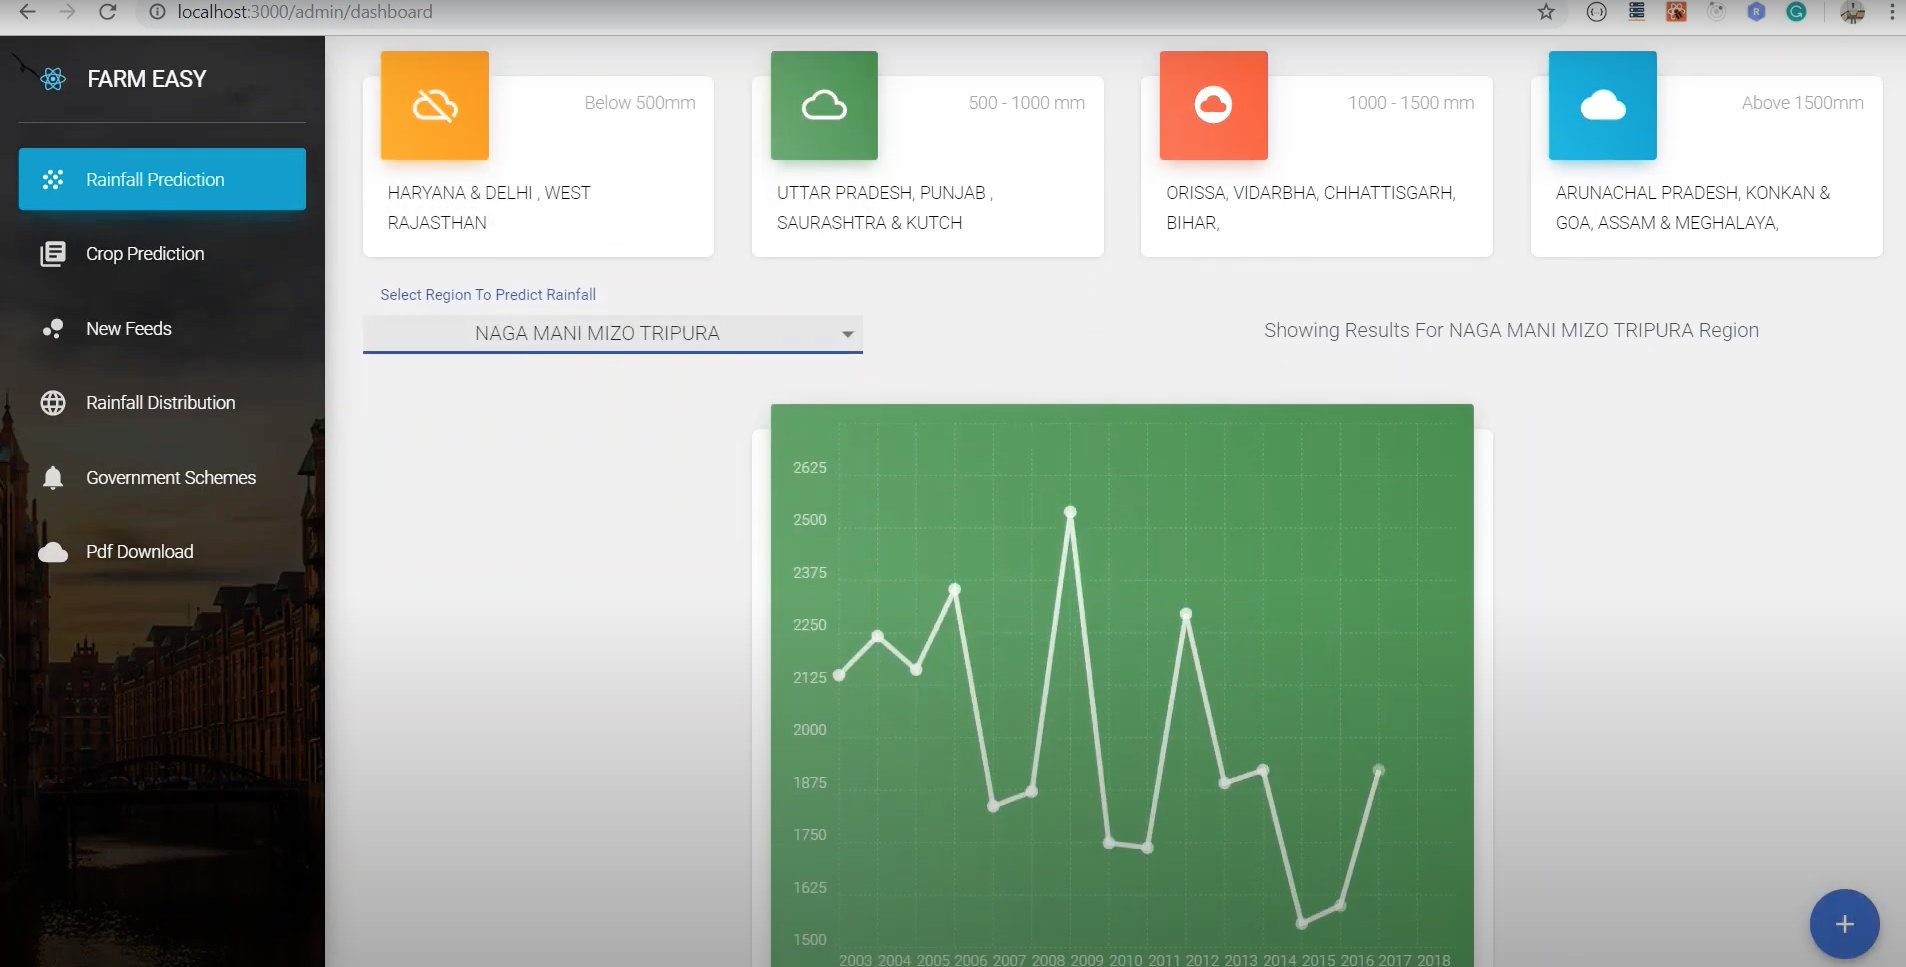 localhost:3000/admin/dashboard
FARM EASY
Rainfall Prediction
Crop Prediction
New Feeds
Rainfall Distribution
Government Schemes
Pdf Download
Below 500mm
HARYANA & DELHI , WEST
RAJASTHAN
500 - 1000 mm
UTTAR PRADESH, PUNJAB ,
SAURASHTRA & KUTCH
1000 - 1500 mm
ORISSA, VIDARBHA, CHHATTISGARH,
BIHAR,
Above 1500mm
ARUNACHAL PRADESH, KONKAN &
GOA, ASSAM & MEGHALAYA,
Select Region To Predict Rainfall
NAGA MANI MIZO TRIPURA
Showing Results For NAGA MANI MIZO TRIPURA Region
2625
2500
2375
2250
2125
2000
1875
1750
1625
1500
2003 2004 2005 2006 2007 2008 2009 2010 2011 2012 2013 2014 2015 2016 2017 2018